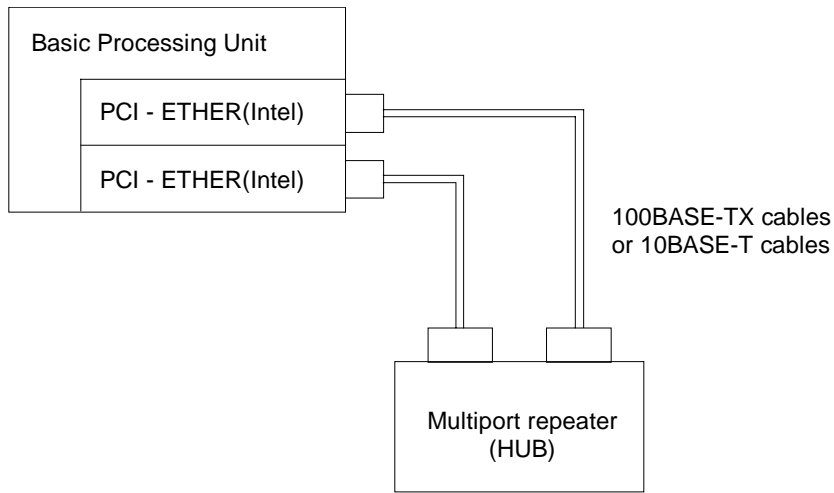 Basic Processing Unit
PCI - ETHER(Intel)
PCI - ETHER(Intel)
100BASE-TX cables
or 10BASE-T cables
Multiport repeater
(HUB)